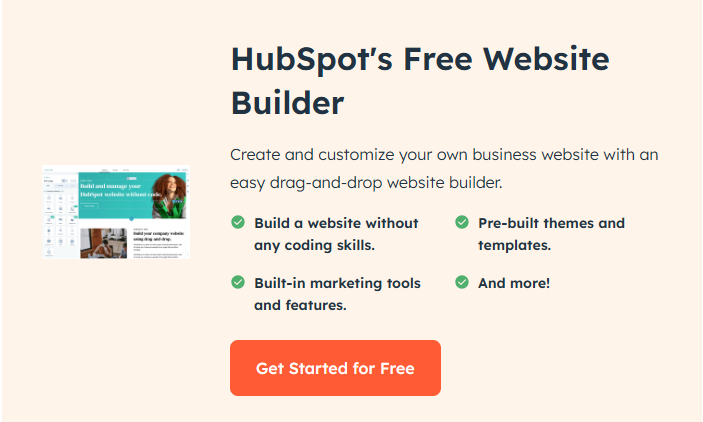 HubSpot's Free Website
Builder
Create and customize your own business website with an
easy drag-and-drop website builder.
Build a website without
any coding skills.
Pre-built themes and
templates.
Built-in marketing tools
and features.
And more!
Get Started for Free
Build and manage your
HubSpot website without code.
Build your company website
using drag-and-drop.